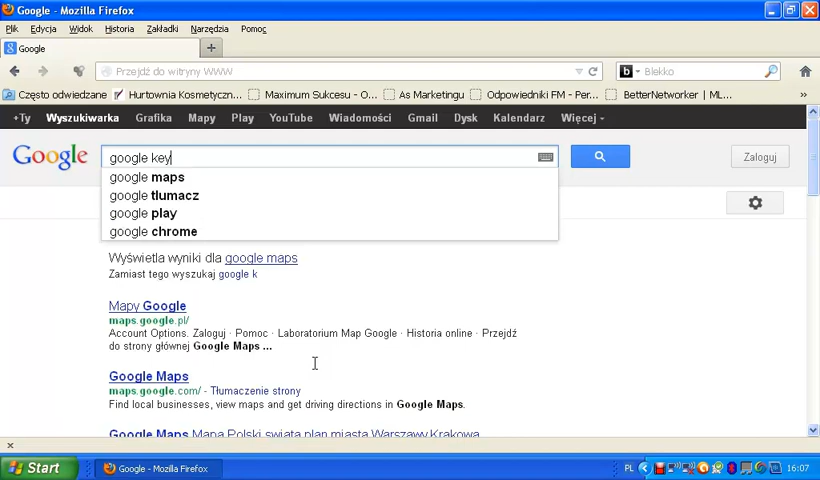 Google - Mozilla Firefox
Plik Edycja Widok Historia Zakładki Narzędzia Pomoc
Google
Przejdź do witryny WWW
Blekko
Często odwiedzane Hurtownia Kosmetyczn... Maximum Sukcesu - O... As Marketingu Odpowiedniki FM - Per... Kalendarz BetterNetworker | ML...
+Ty Wyszukiwarka Grafika Mapy Play YouTube Wiadomości Gmail Dysk Kalendarz Więcej
Google google key Zaloguj
google maps
google tłumacz
google play
google chrome
Wyświetla wyniki dla google maps
Zamiast tego wyszukaj google k
Mapy Google
maps.google.pl/
Account Options. Zaloguj · Pomoc · Laboratorium Map Google · Historia online · Przejdź
do strony głównej Google Maps ...
Google Maps
maps.google.com/ - Tłumaczenie strony
Find local businesses, view maps and get driving directions in Google Maps.
Google Maps Mapa Polski świata plan miasta Warszawy Krakowa
Start Google - Mozilla Firefox PL 16:07